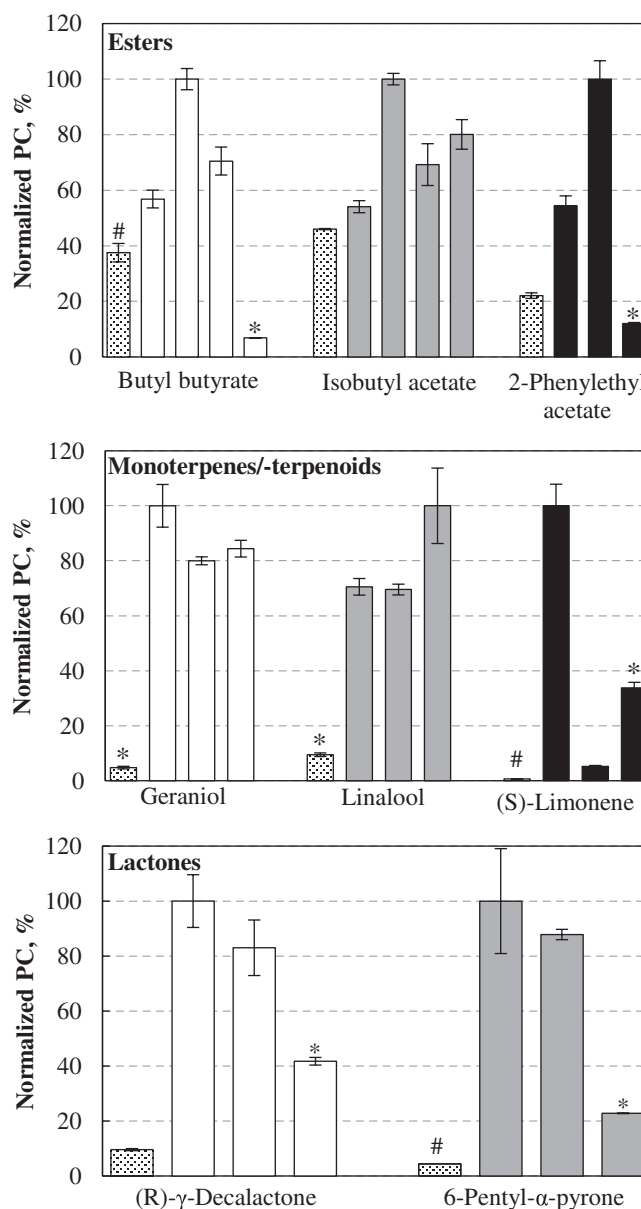 120
Esters
100
80
60
40
20
0
Normalized PC, %
#
*
*
Butyl butyrate
Isobutyl acetate
2-Phenylethyl
acetate
120
Monoterpenes/-terpenoids
100
80
60
40
20
0
Normalized PC, %
*
*
#
*
Geraniol
Linalool
(S)-Limonene
120
Lactones
100
80
60
40
20
0
Normalized PC, %
*
#
*
(R)-γ-Decalactone
6-Pentyl-α-pyrone